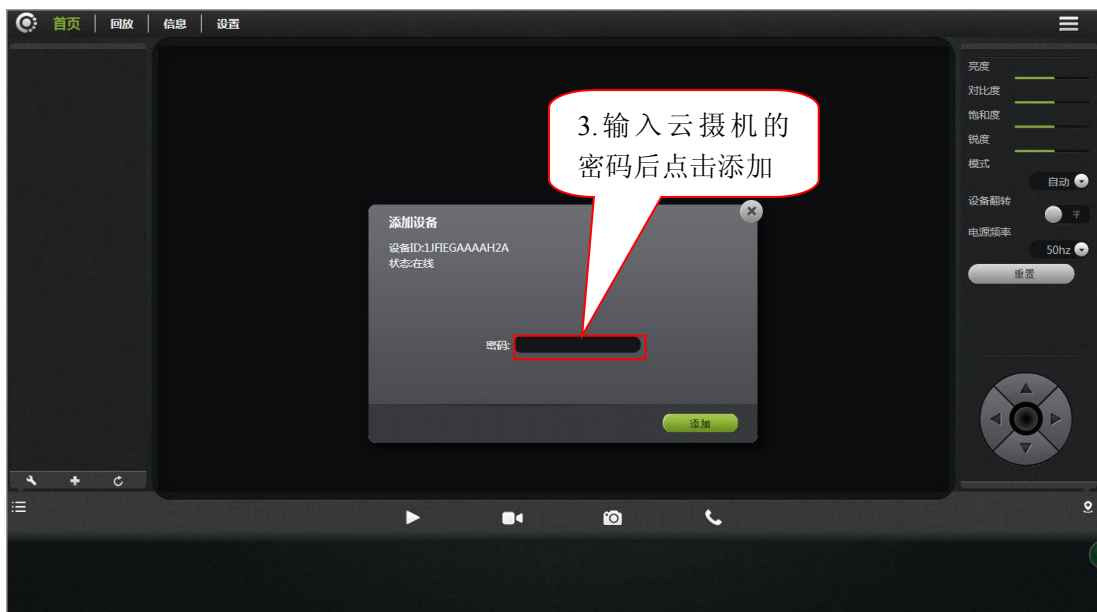 首页 回放 信息 设置
亮度
对比度
饱和度
锐度
模式
自动
设备翻转
平
电源频率
50hz
重置
3.输入云摄机的
密码后点击添加
添加设备
设备ID:1JFIEGAAAAH2A
状态:在线
密码:
添加